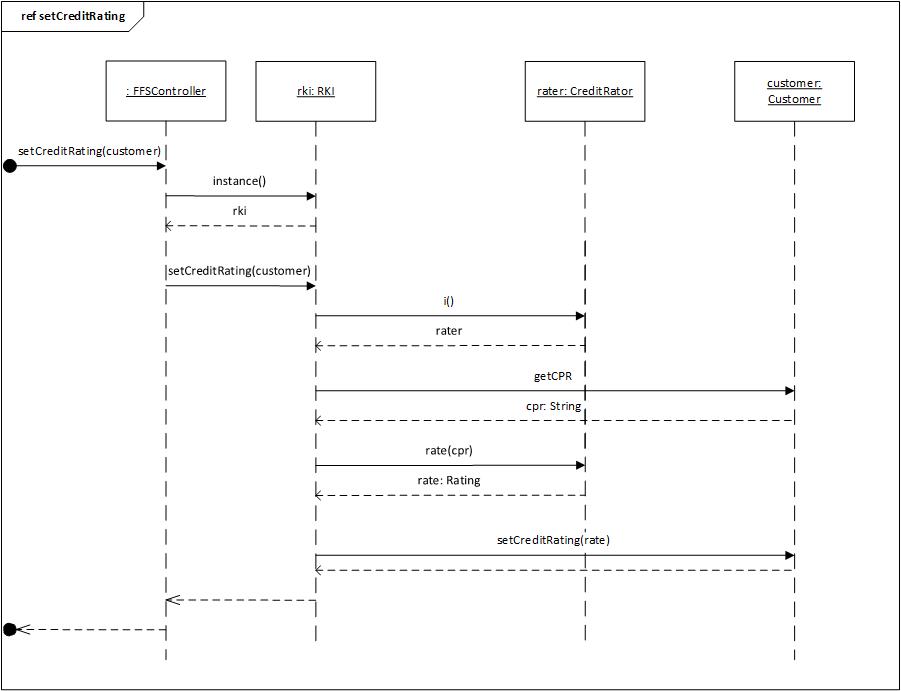 ref setCreditRating
: FFSController
rki: RKI
rater: CreditRator
customer:
Customer
setCreditRating(customer)
instance()
rki
setCreditRating(customer)
i()
rater
getCPR
cpr: String
rate(cpr)
rate: Rating
setCreditRating(rate)